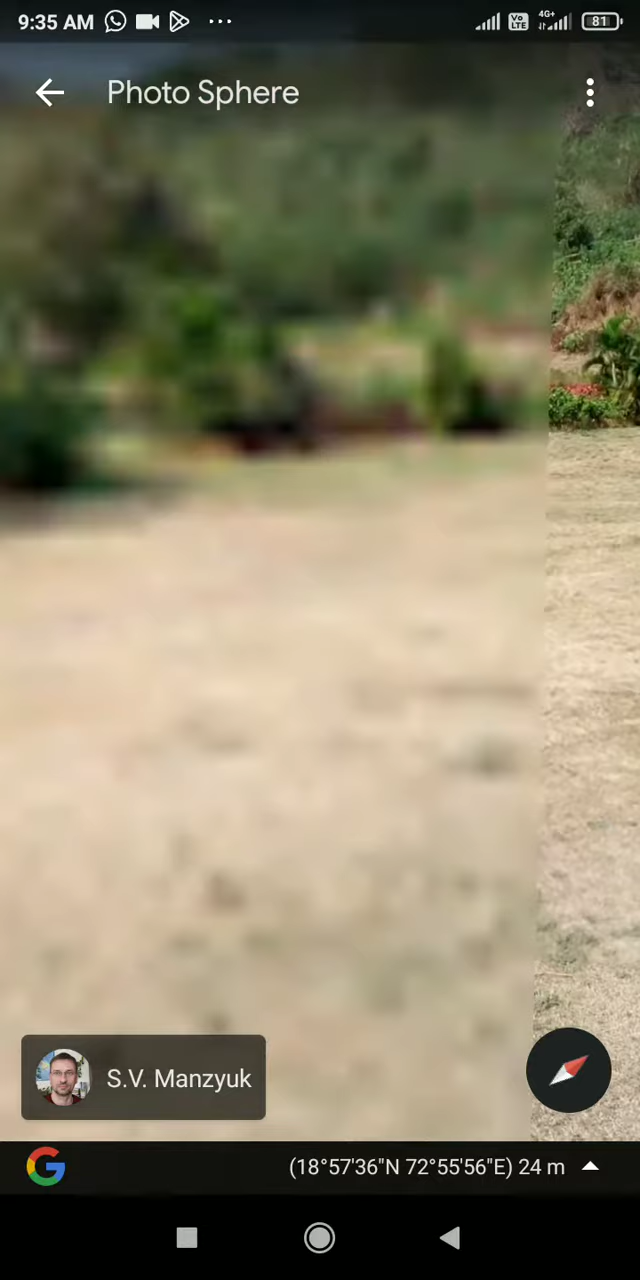 9:35 AM
Vo LTE
4G+
81
Photo Sphere
S.V. Manzyuk
(18°57'36"N 72°55'56"E) 24 m